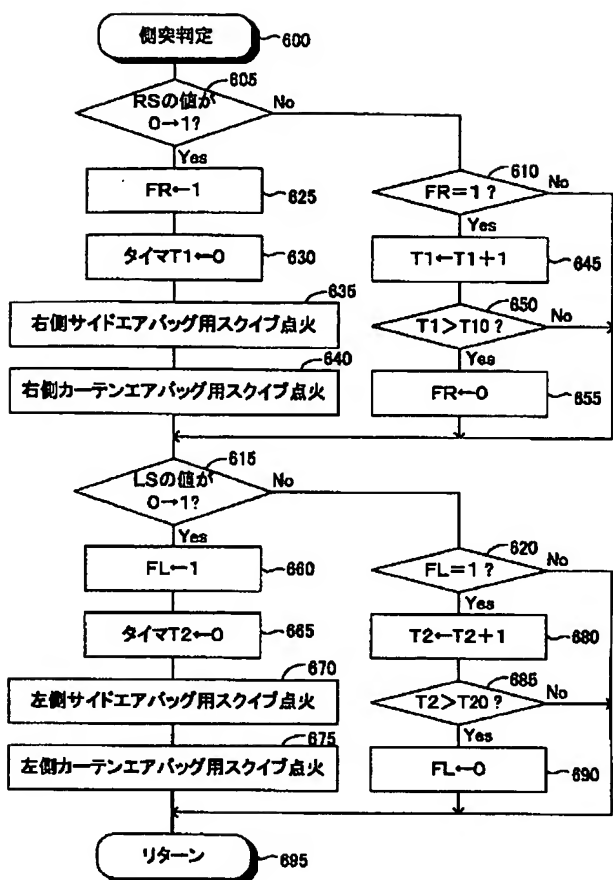 側突判定
600
605
RSの値が
0→1?
No
Yes
610
FR=1?
No
Yes
FR←1
625
T1←T1+1
645
タイマT1←0
630
635
650
T1>T10?
No
Yes
右側サイドエアバッグ用スクイブ点火
640
FR←0
655
右側カーテンエアバッグ用スクイブ点火
615
LSの値が
0→1?
No
Yes
620
FL=1?
No
Yes
FL←1
660
T2←T2+1
680
タイマT2←0
665
670
685
T2>T20?
No
Yes
左側サイドエアバッグ用スクイブ点火
675
FL←0
690
左側カーテンエアバッグ用スクイブ点火
リターン
695